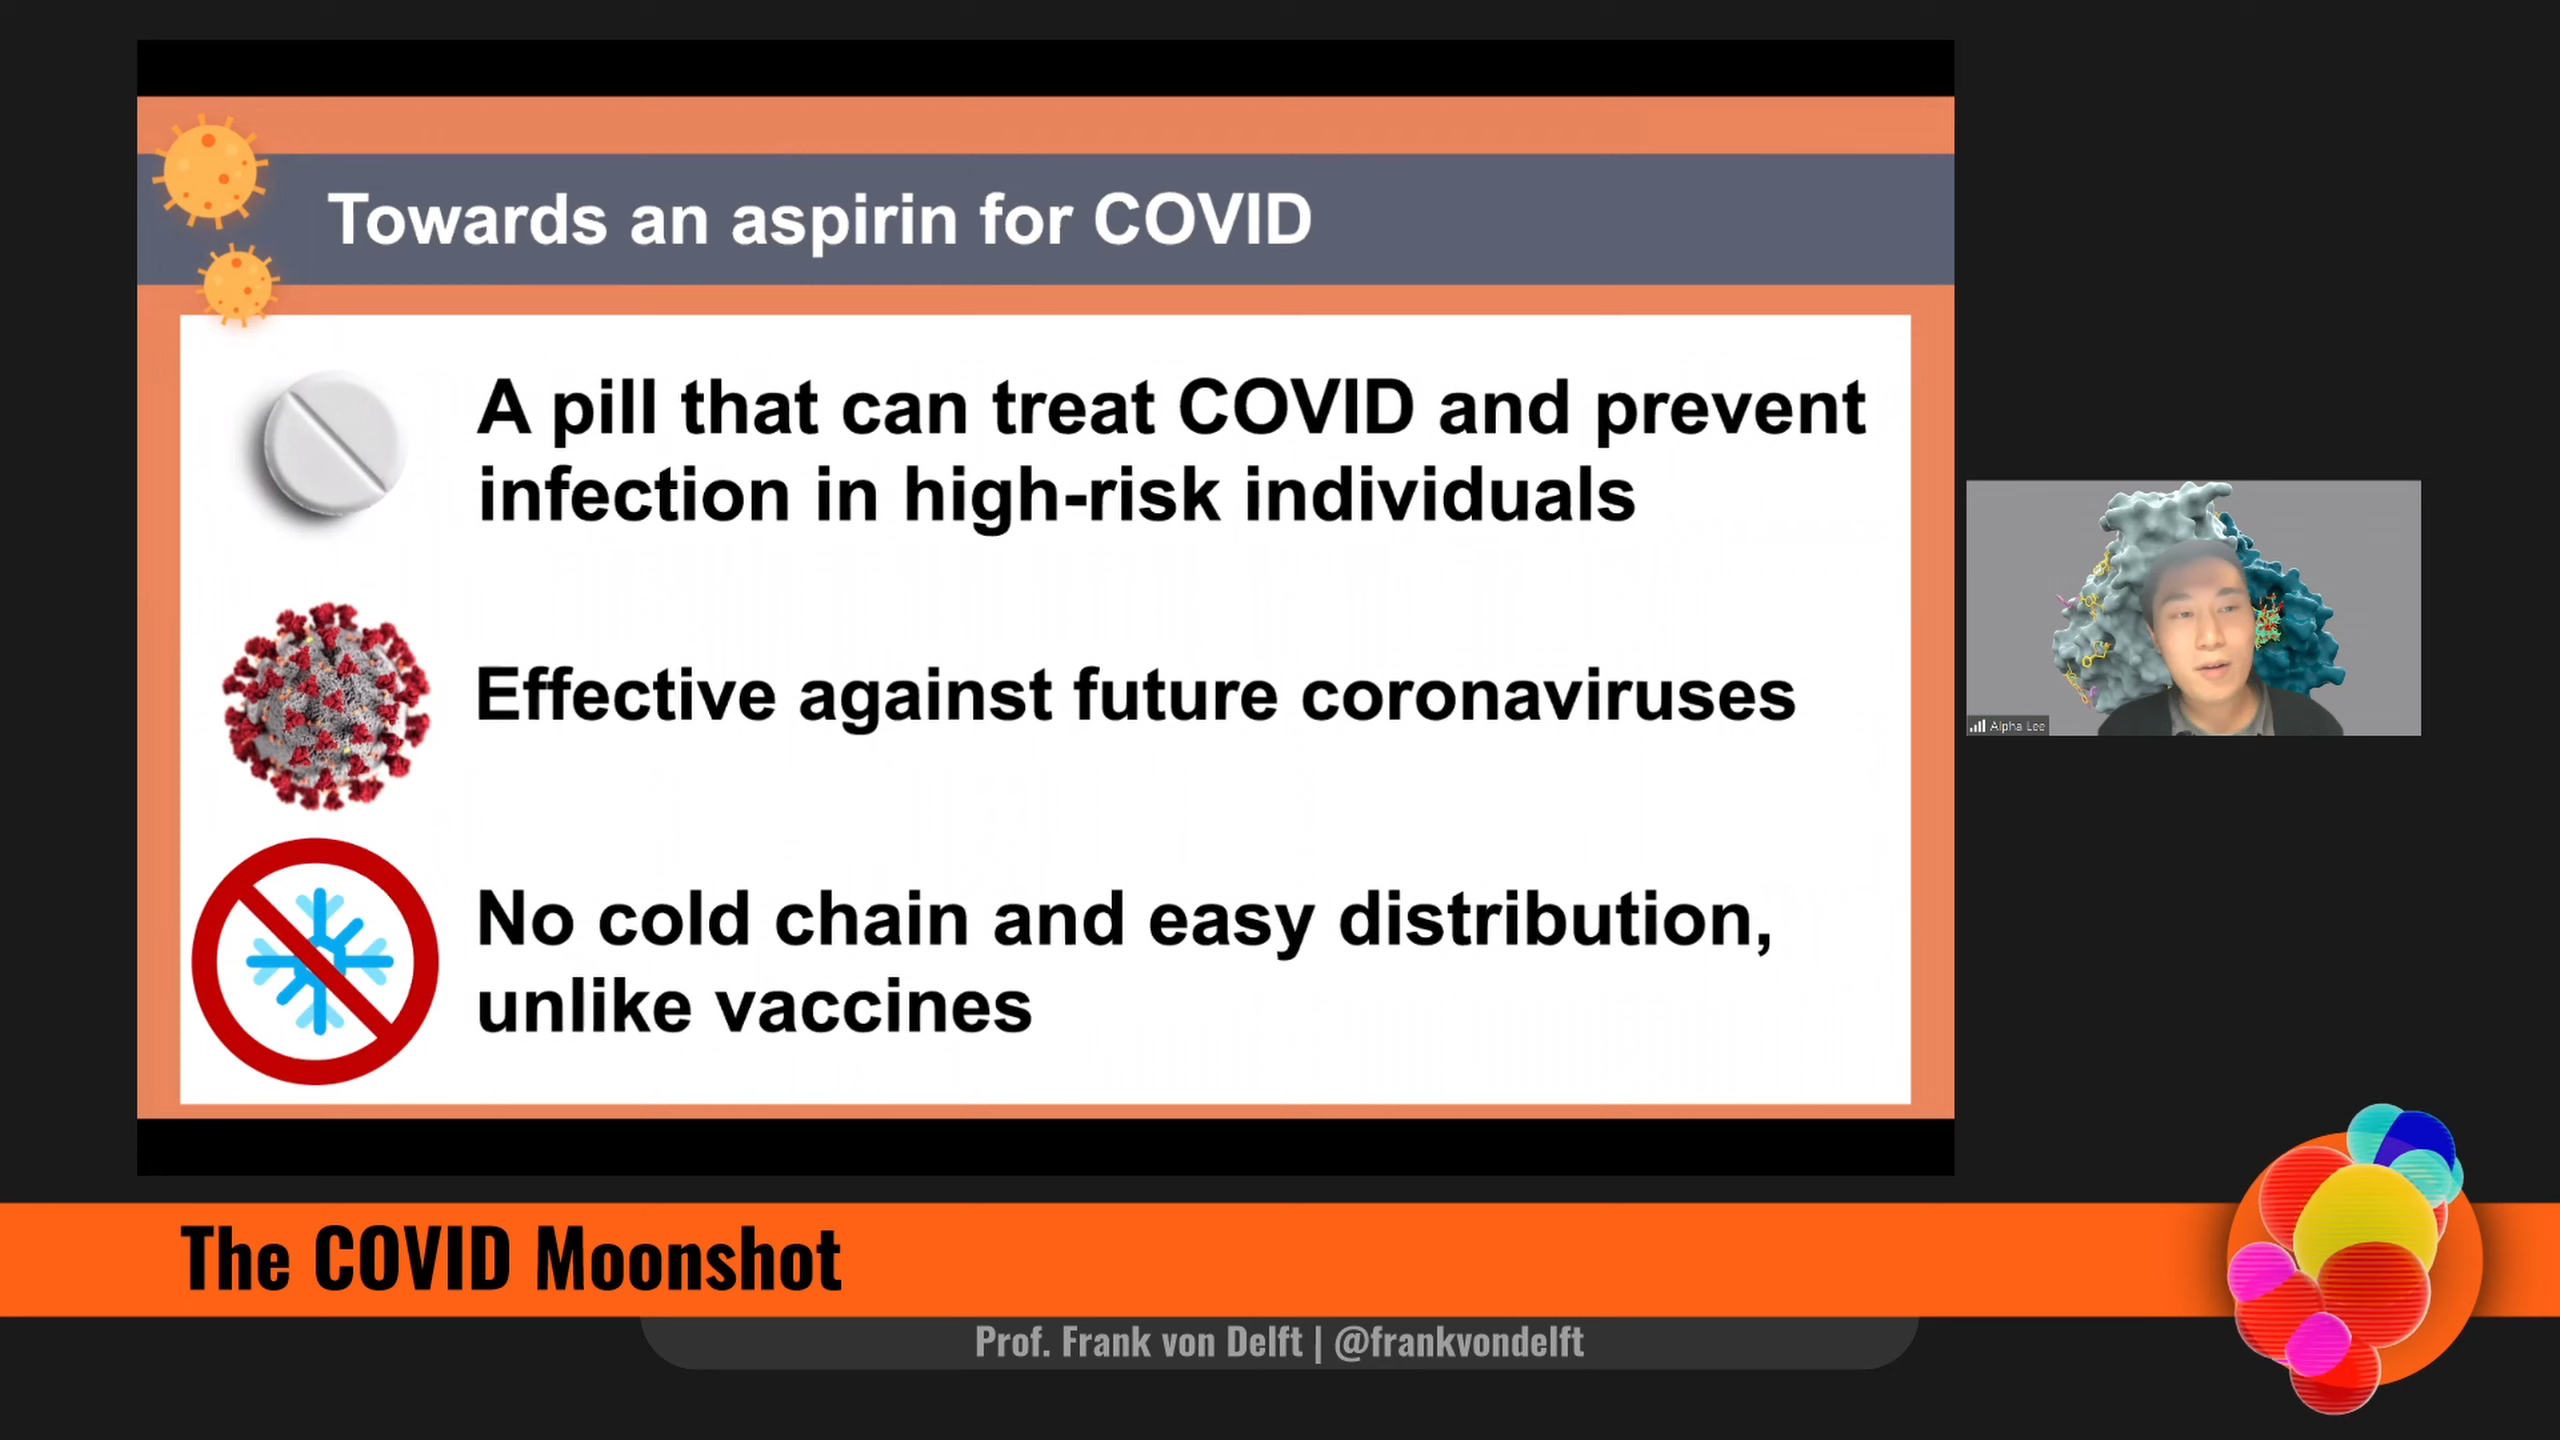 Towards an aspirin for COVID
A pill that can treat COVID and prevent
infection in high-risk individuals
Effective against future coronaviruses
No cold chain and easy distribution,
unlike vaccines
Alpha Lee
The COVID Moonshot
Prof. Frank von Delft | @frankvondelft